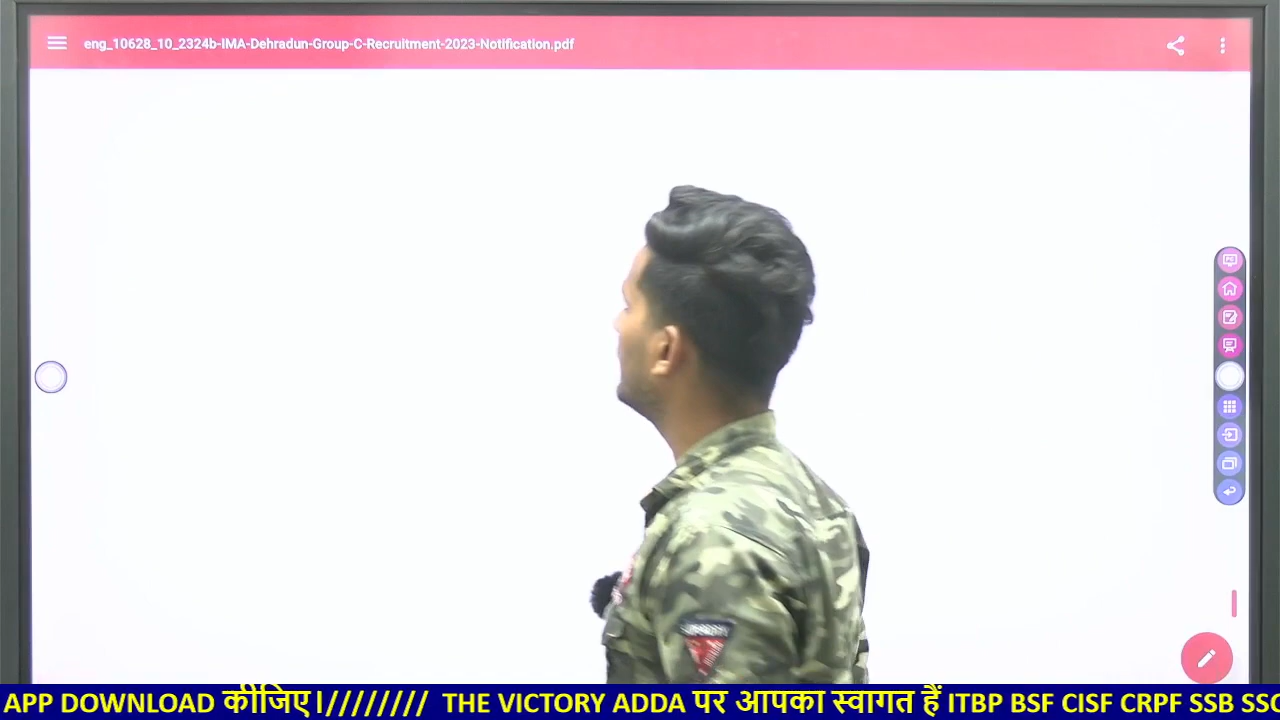 eng_10628_10_2324b-IMA-Dehradun-Group-C-Recruitment-2023-Notification.pdf
APP DOWNLOAD कीजिए।//////// THE VICTORY ADDA पर आपका स्वागत हैं ITBP BSF CISF CRPF SSB SSC